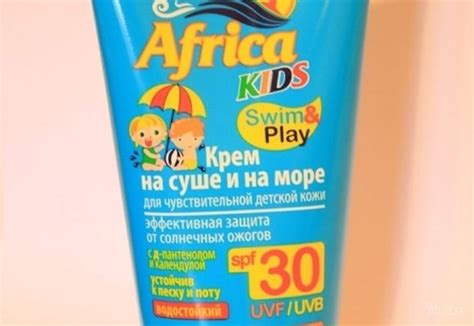 Africa
KIDS
Swim&
Play
Крем
на суше и на море
для чувствительной детской кожи
эффективная защита
от солнечных ожогов
с д-пантенолом
и календулой
устойчив
к песку и поту
водостойкий
spf 30
UVF/UVB